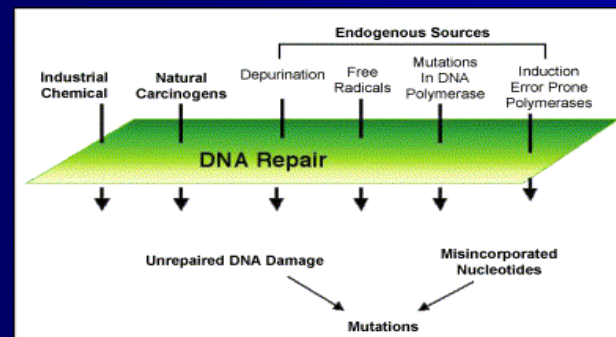 Endogenous Sources
Industrial
Chemical
Natural
Carcinogens
Depurination
Free
Radicals
Mutations
In DNA
Polymerase
Induction
Error Prone
Polymerases
DNA Repair
Unrepaired DNA Damage
Misincorporated
Nucleotides
Mutations